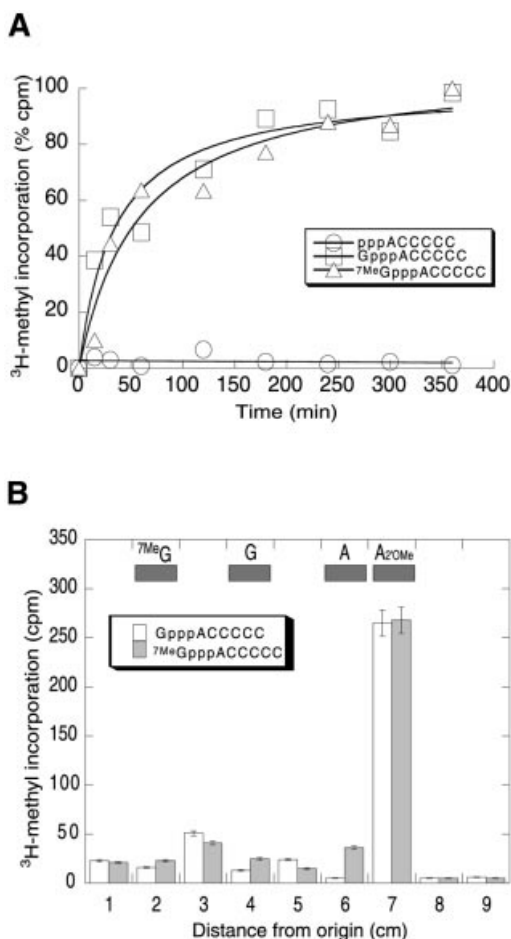 A
³H-methyl incorporation (% cpm)
100
80
60
40
20
0
pppACCCCC
GpppACCCCC
⁷ᴹᵉGpppACCCCC
0 50 100 150 200 250 300 350 400
Time (min)
B
³H-methyl incorporation (cpm)
350
300
250
200
150
100
50
0
⁷ᴹᵉG G A A₂'OMe
GpppACCCCC
⁷ᴹᵉGpppACCCCC
1 2 3 4 5 6 7 8 9
Distance from origin (cm)